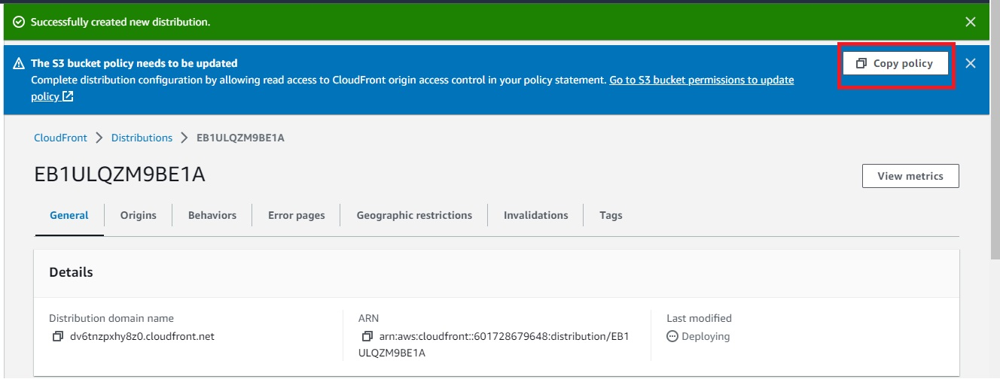 Successfully created new distribution.
The S3 bucket policy needs to be updated
Copy policy
Complete distribution configuration by allowing read access to CloudFront origin access control in your policy statement. Go to S3 bucket permissions to update
policy
CloudFront > Distributions > EB1ULQZM9BE1A
EB1ULQZM9BE1A
View metrics
General Origins Behaviors Error pages Geographic restrictions Invalidations Tags
Details
Distribution domain name
dv6tnzpxhy8z0.cloudfront.net
ARN
arn:aws:cloudfront::601728679648:distribution/EB1
ULQZM9BE1A
Last modified
Deploying